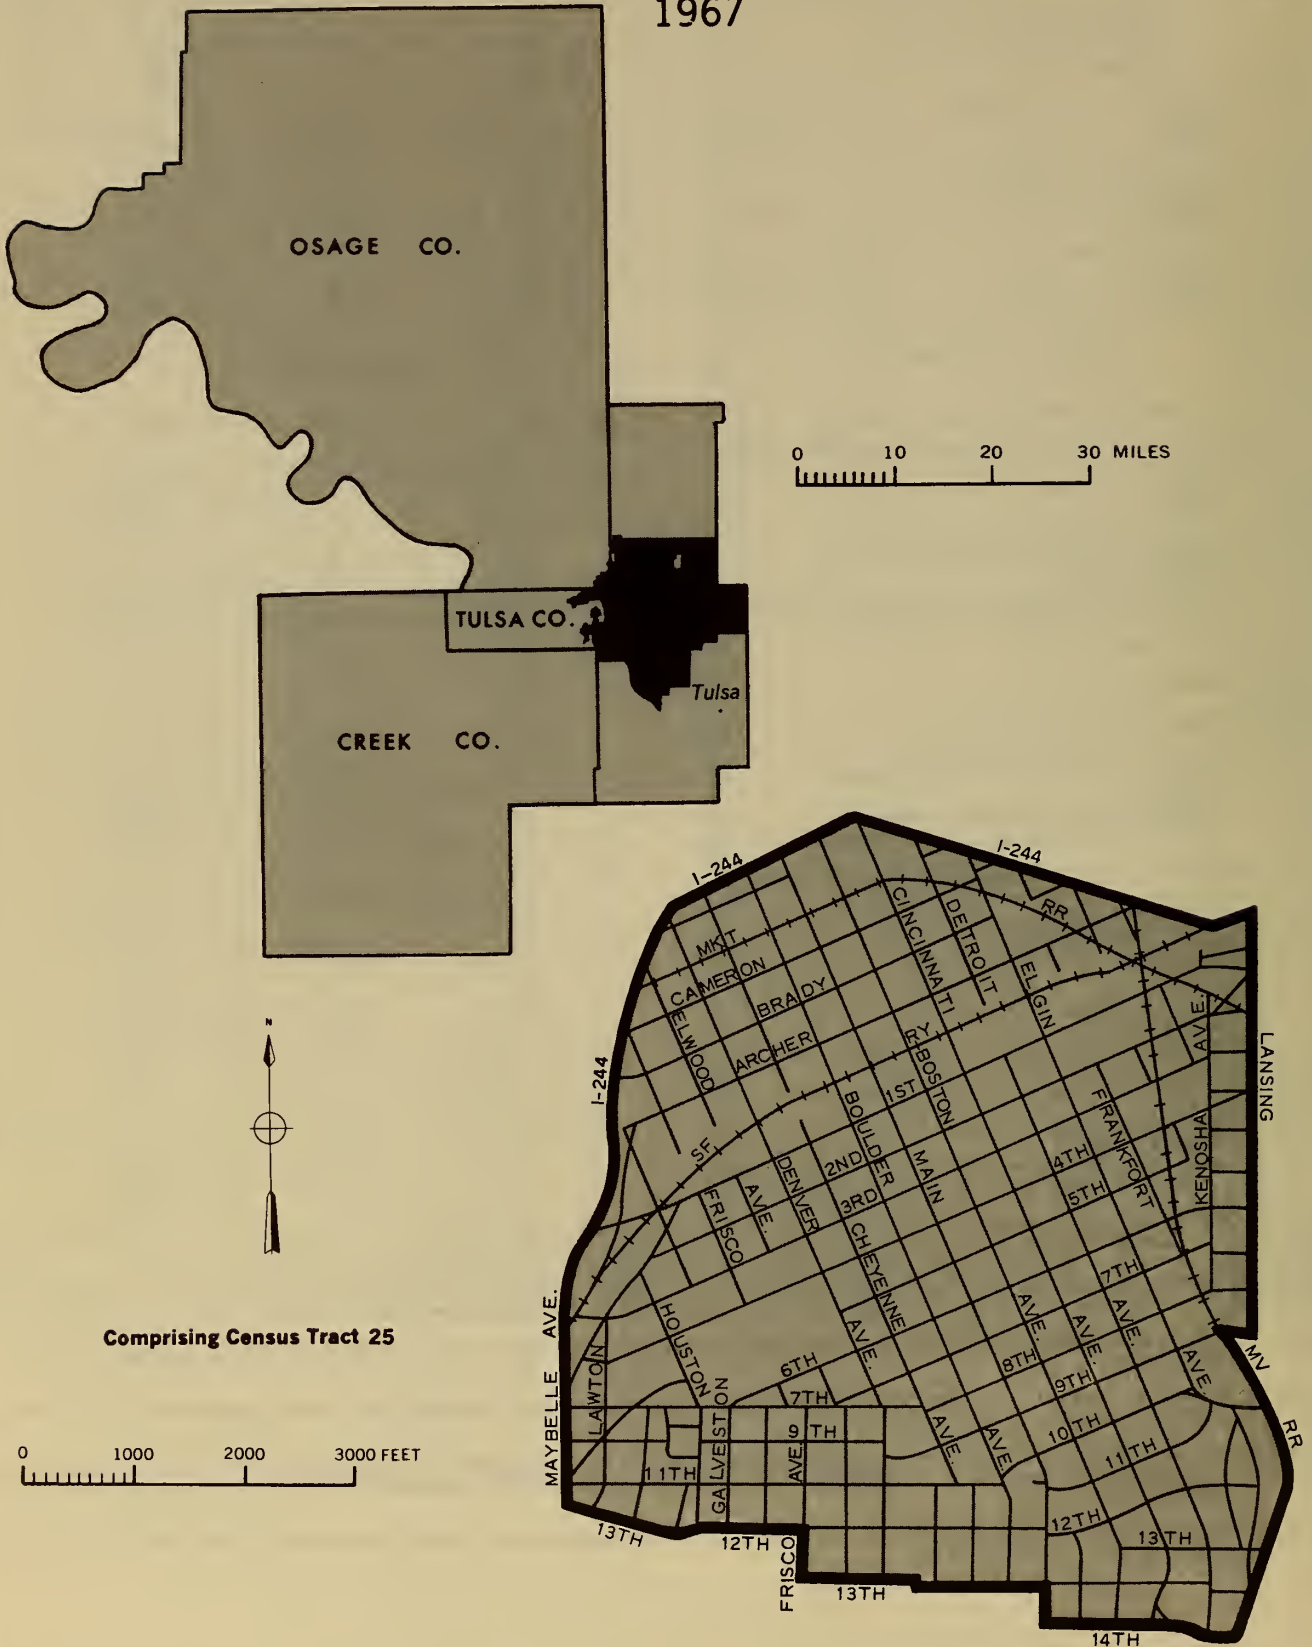 1967
OSAGE CO.
0 10 20 30 MILES
TULSA CO.
Tulsa
CREEK CO.
N
Comprising Census Tract 25
0 1000 2000 3000 FEET
I-244
I-244
I-244
RR
MKT
CAMERON
BRADY
ARCHER
ELWOOD
CINCINNATI
DETROIT
ELGIN
RY
BOSTON
1ST
AVE.
LANSING
KENOSHA
FRANKFORT
SF
BOULDER
MAIN
2ND
3RD
4TH
5TH
DENVER
AVE.
FRISCO
CHEYENNE
AVE.
7TH
HOUSTON
LAWTON
MAYBELLE AVE.
6TH
7TH
8TH
9TH
10TH
11TH
AVE.
AVE.
AVE.
AVE.
AVE.
AVE.
MV
RR
9TH
AVE.
GALVESTON
11TH
12TH
13TH
13TH
12TH
FRISCO
13TH
14TH